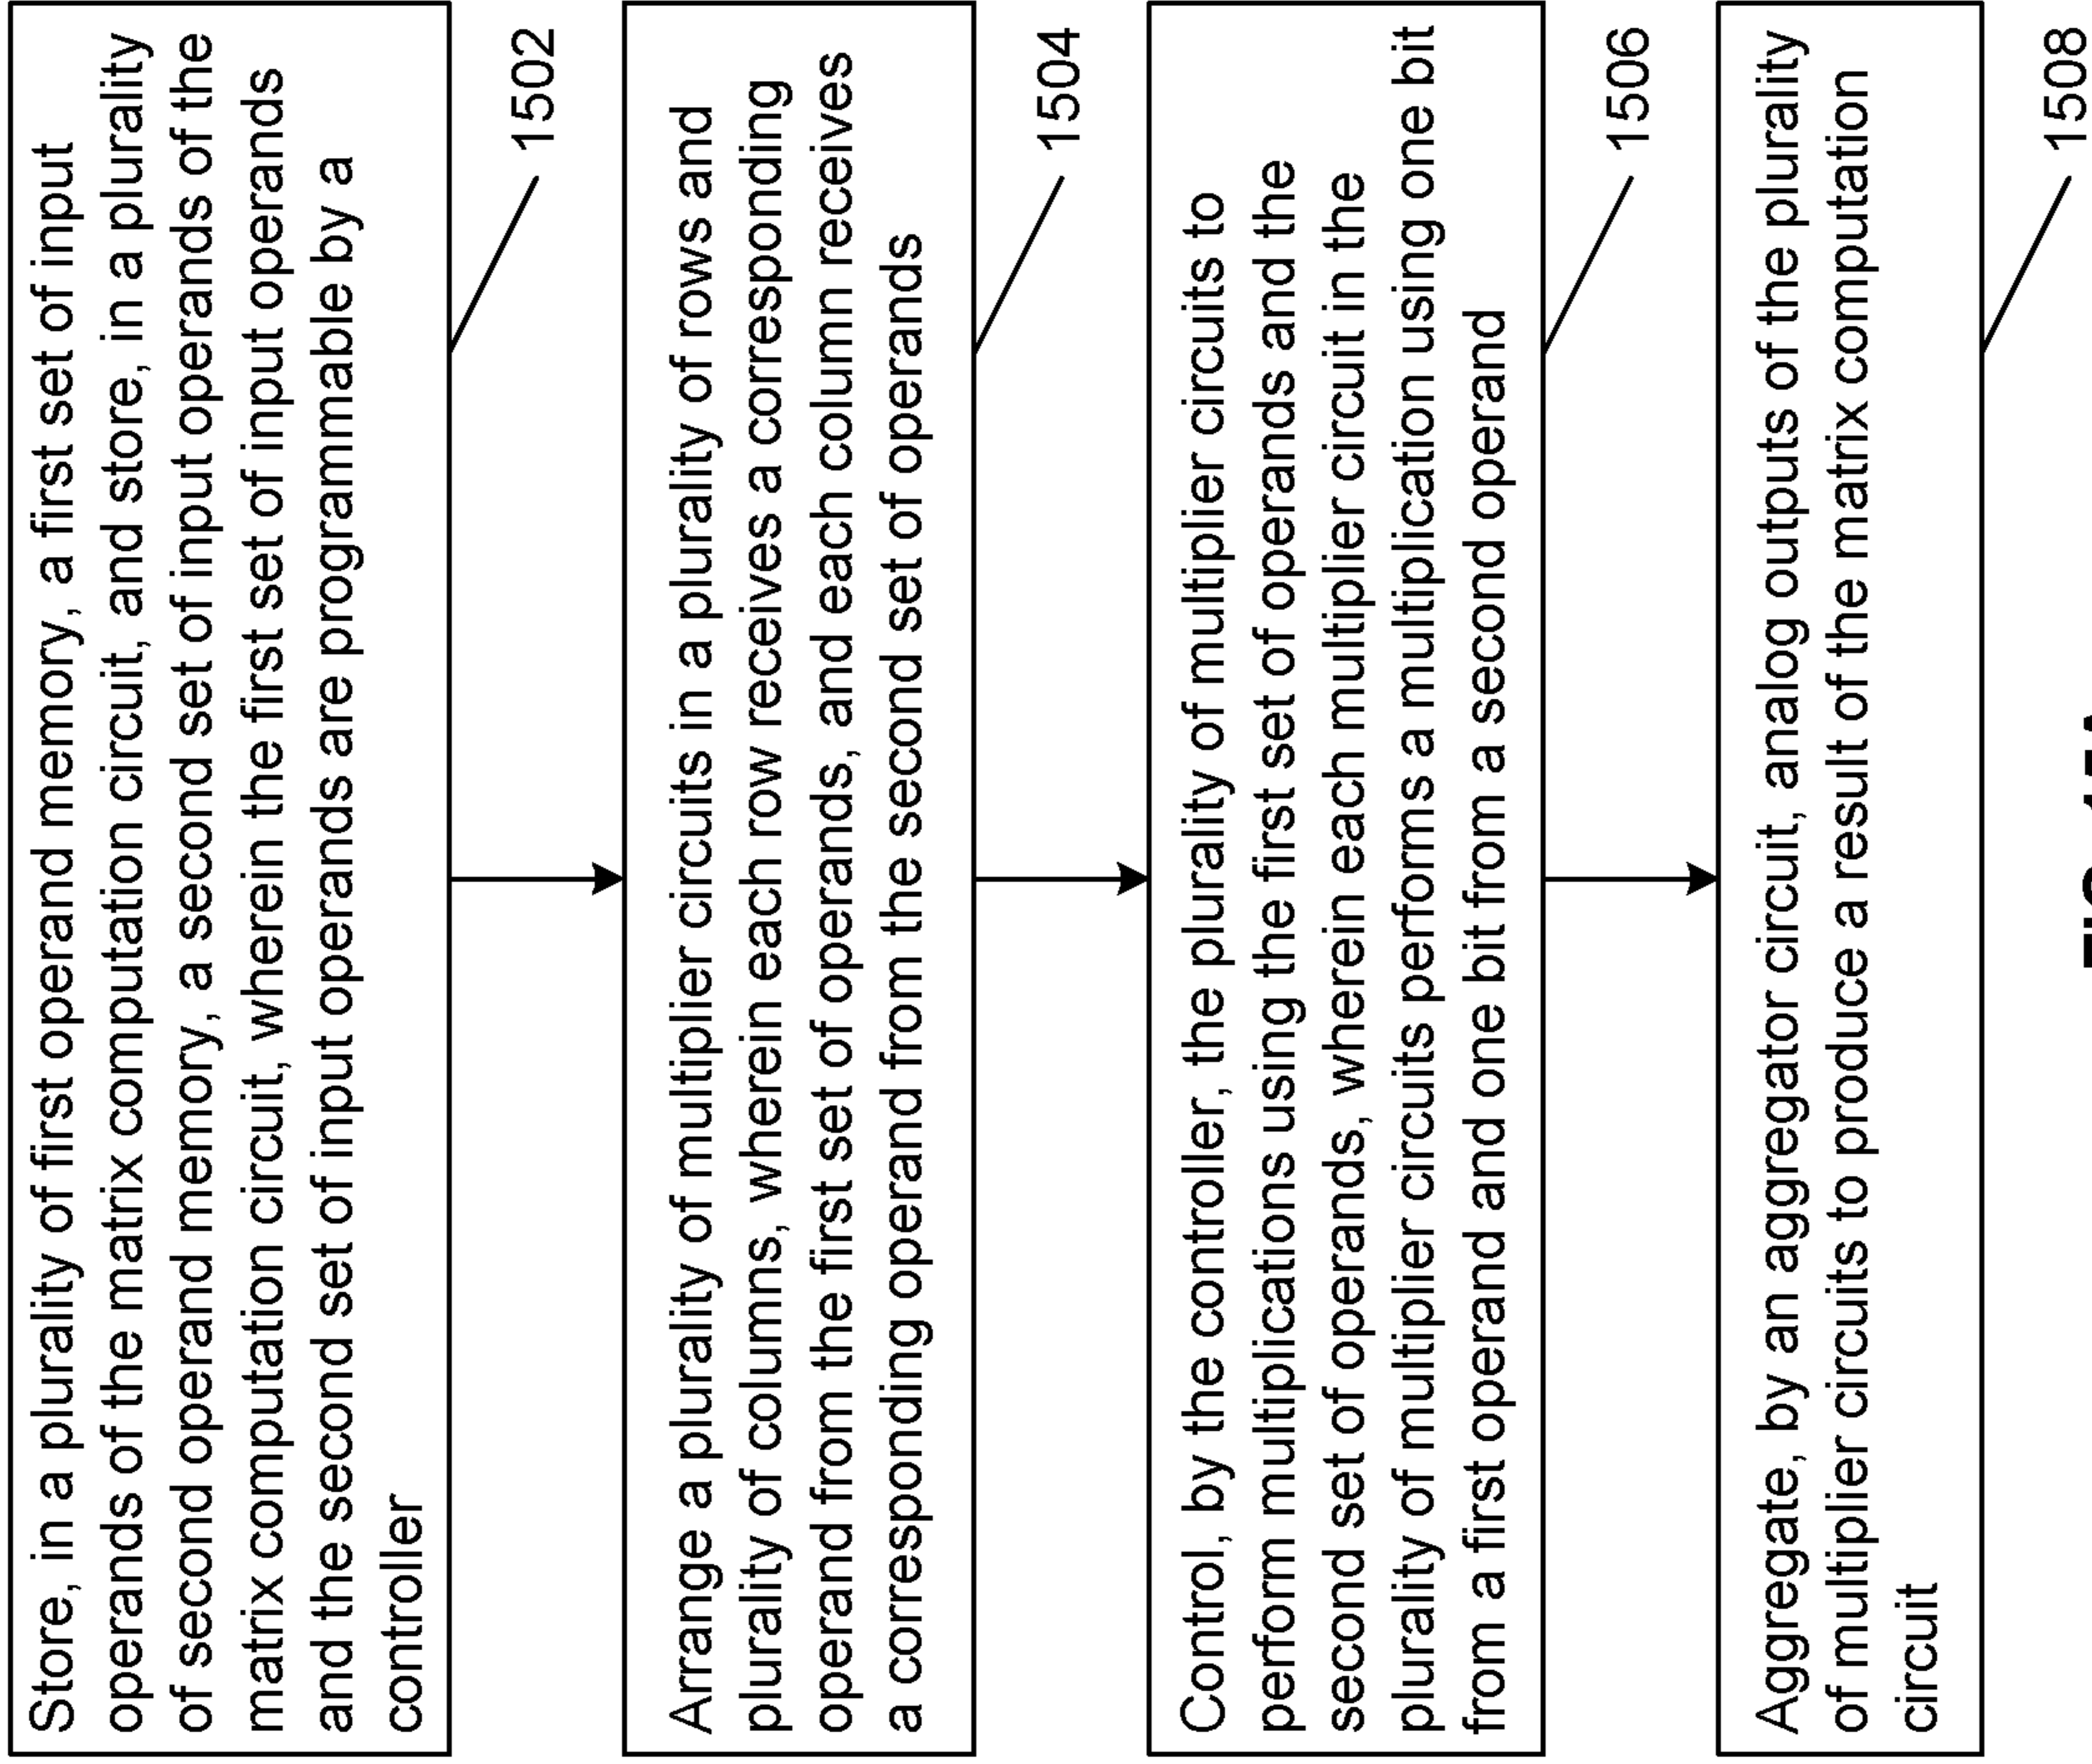 Store, in a plurality of first operand memory, a first set of input
operands of the matrix computation circuit, and store, in a plurality
of second operand memory, a second set of input operands of the
matrix computation circuit, wherein the first set of input operands
and the second set of input operands are programmable by a
controller
1502
Arrange a plurality of multiplier circuits in a plurality of rows and
plurality of columns, wherein each row receives a corresponding
operand from the first set of operands, and each column receives
a corresponding operand from the second set of operands
1504
Control, by the controller, the plurality of multiplier circuits to
perform multiplications using the first set of operands and the
second set of operands, wherein each multiplier circuit in the
plurality of multiplier circuits performs a multiplication using one bit
from a first operand and one bit from a second operand
1506
Aggregate, by an aggregator circuit, analog outputs of the plurality
of multiplier circuits to produce a result of the matrix computation
circuit
1508